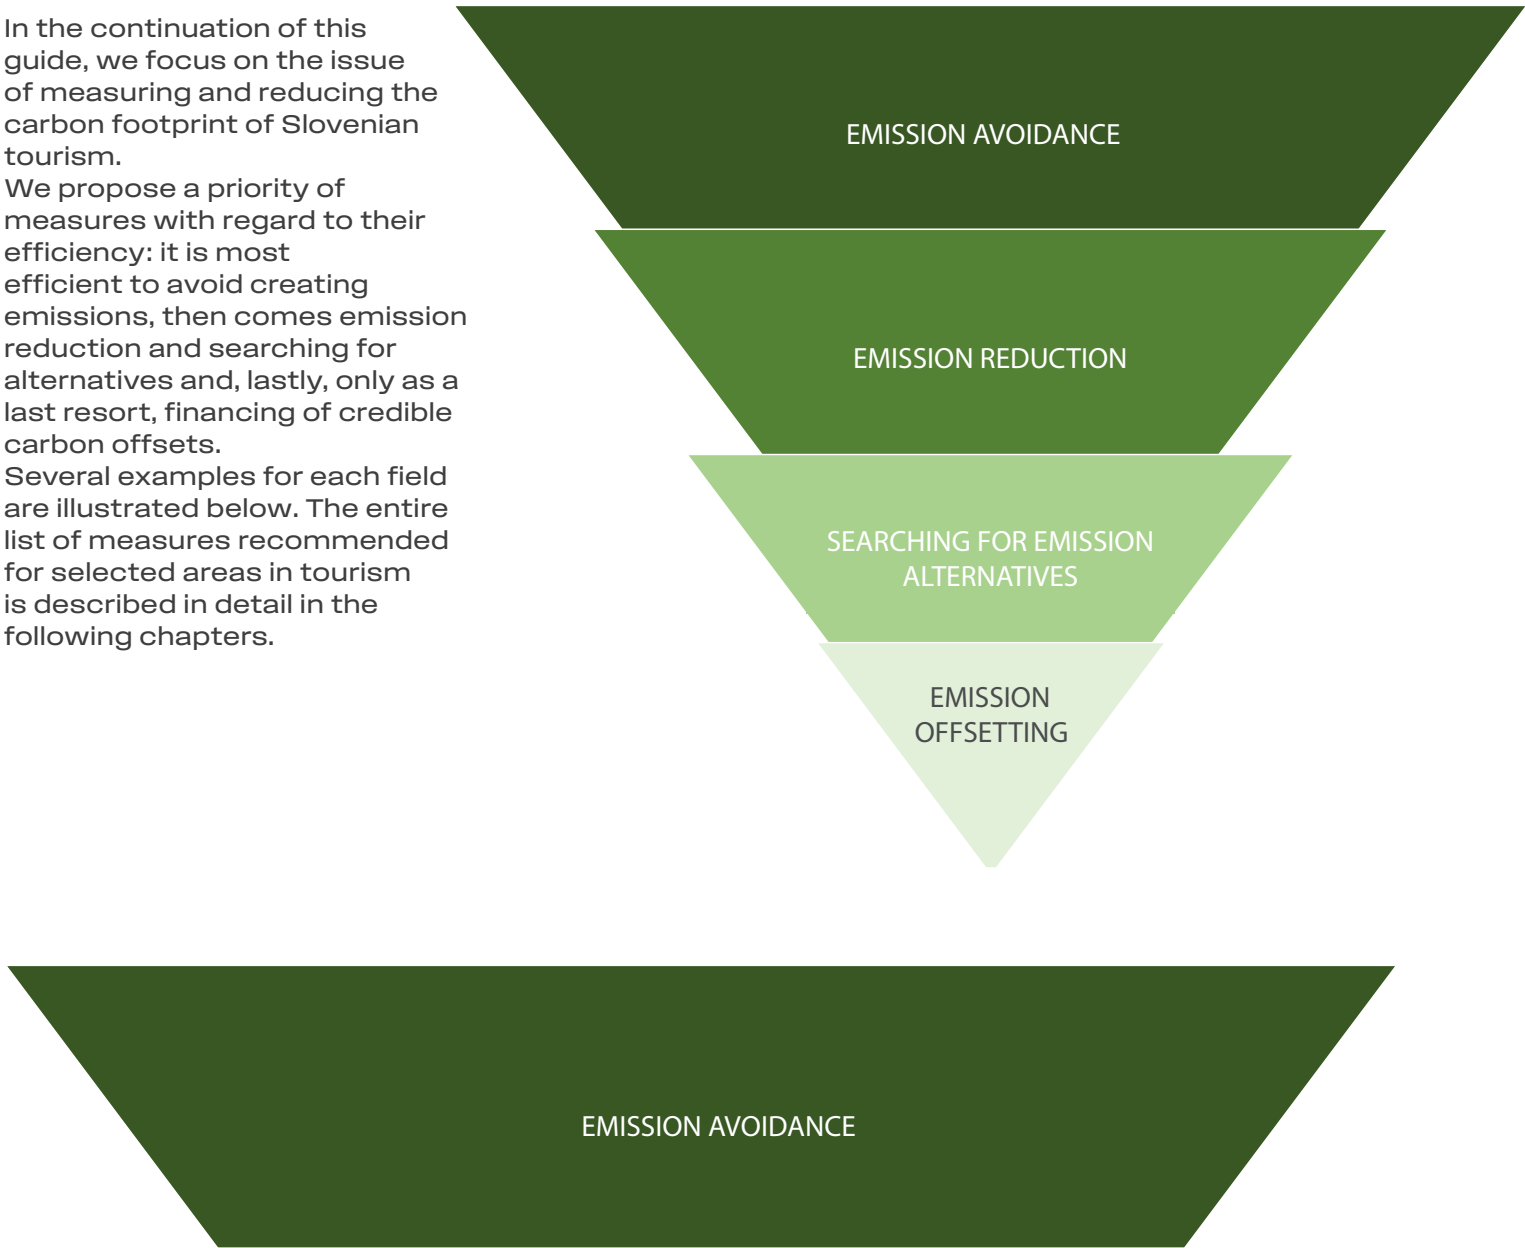 In the continuation of this
guide, we focus on the issue
of measuring and reducing the
carbon footprint of Slovenian
tourism.
We propose a priority of
measures with regard to their
efficiency: it is most
efficient to avoid creating
emissions, then comes emission
reduction and searching for
alternatives and, lastly, only as a
last resort, financing of credible
carbon offsets.
Several examples for each field
are illustrated below. The entire
list of measures recommended
for selected areas in tourism
is described in detail in the
following chapters.
EMISSION AVOIDANCE
EMISSION REDUCTION
SEARCHING FOR EMISSION
ALTERNATIVES
EMISSION
OFFSETTING
EMISSION AVOIDANCE